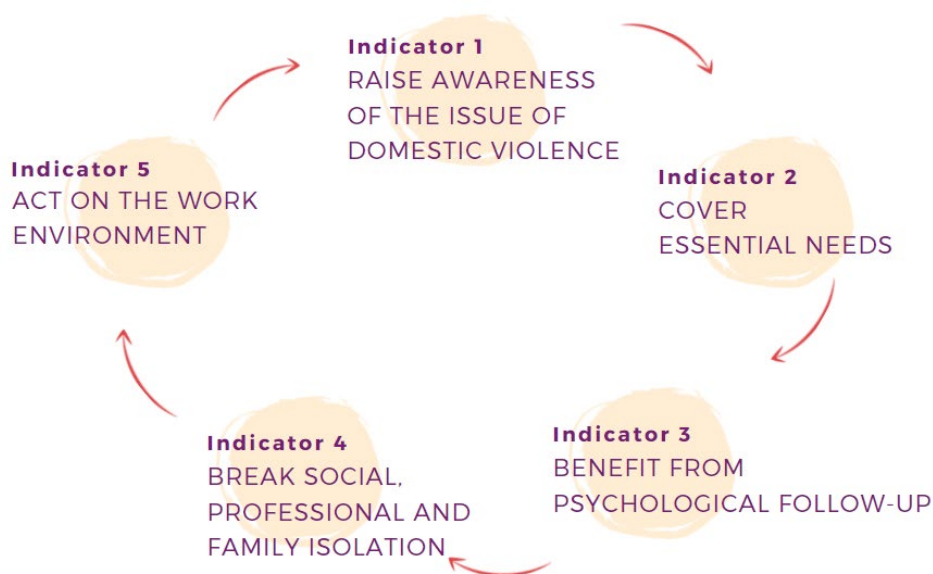 Indicator 1
RAISE AWARENESS
OF THE ISSUE OF
DOMESTIC VIOLENCE
Indicator 2
COVER
ESSENTIAL NEEDS
Indicator 3
BENEFIT FROM
PSYCHOLOGICAL FOLLOW-UP
Indicator 4
BREAK SOCIAL,
PROFESSIONAL AND
FAMILY ISOLATION
Indicator 5
ACT ON THE WORK
ENVIRONMENT